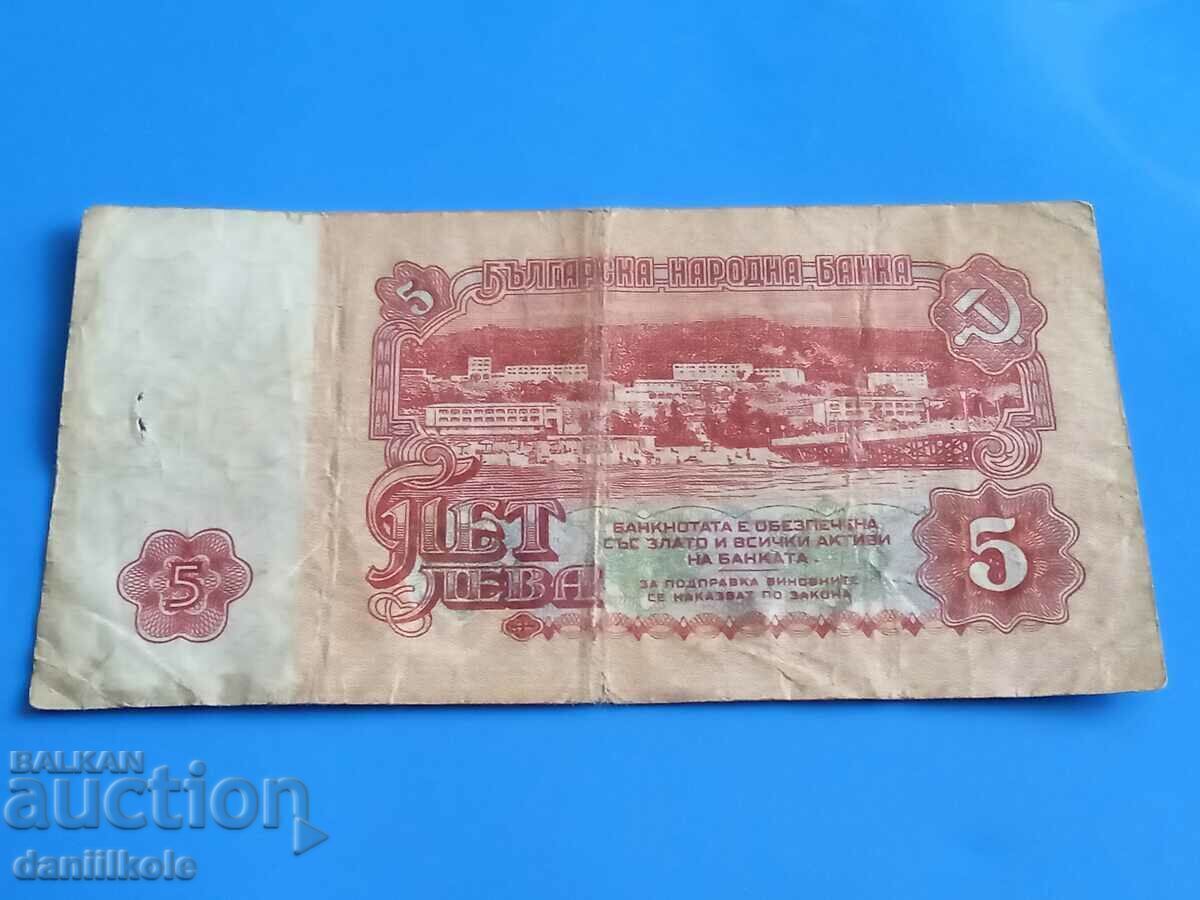 БЪЛГАРСКА НАРОДНА БАНКА
5
ПЕТ
ЛЕВА
БАНКНОТАТА Е ОБЕЗПЕЧЕНА
СЪС ЗЛАТО И ВСИЧКИ АКТИВИ
НА БАНКАТА
ЗА ПОДПРАВКА ВИНОВНИТЕ
СЕ НАКАЗВАТ ПО ЗАКОНА
5
5
BALKAN
auction
daniilkole